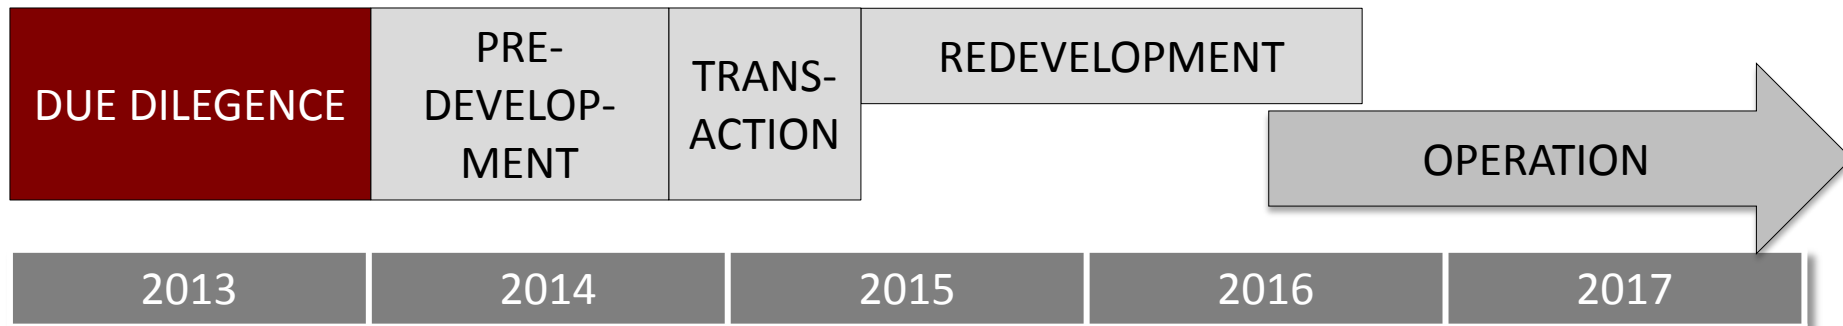 DUE DILEGENCE
PRE-
DEVELOP-
MENT
TRANS-
ACTION
REDEVELOPMENT
OPERATION
2013
2014
2015
2016
2017